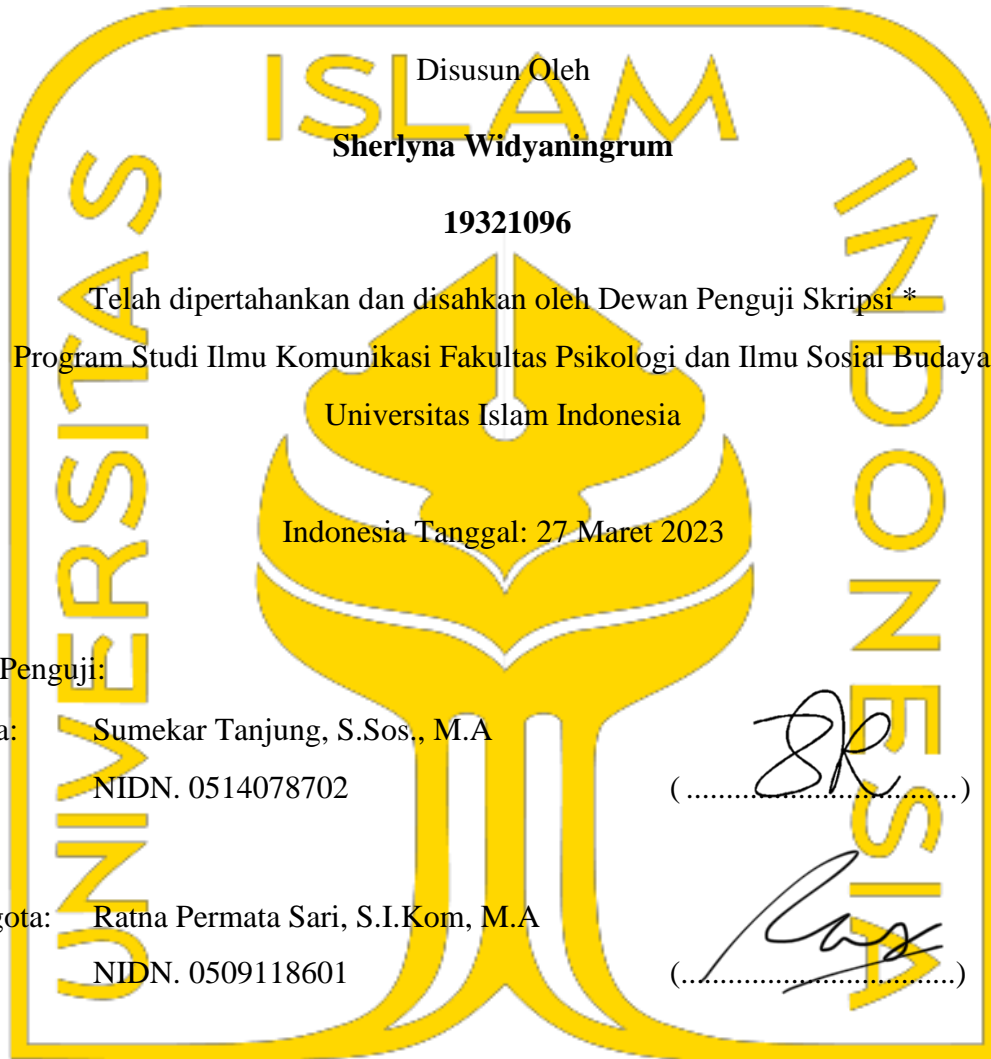 ISLAM
UNIVERSITAS
INDONESIA
Disusun Oleh
Sherlyna Widyaningrum
19321096
Telah dipertahankan dan disahkan oleh Dewan Penguji Skripsi *
Program Studi Ilmu Komunikasi Fakultas Psikologi dan Ilmu Sosial Budaya
Universitas Islam Indonesia
Indonesia Tanggal: 27 Maret 2023
Penguji:
a: Sumekar Tanjung, S.Sos., M.A
NIDN. 0514078702 (..................................)
gota: Ratna Permata Sari, S.I.Kom, M.A
NIDN. 0509118601 (..................................)